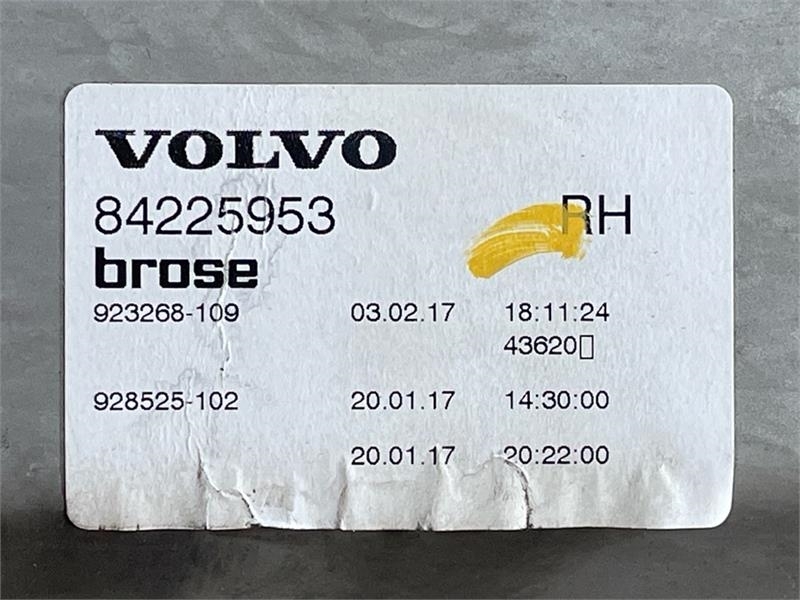 VOLVO
84225953 RH
brose
923268-109 03.02.17 18:11:24
43620▯
928525-102 20.01.17 14:30:00
20.01.17 20:22:00